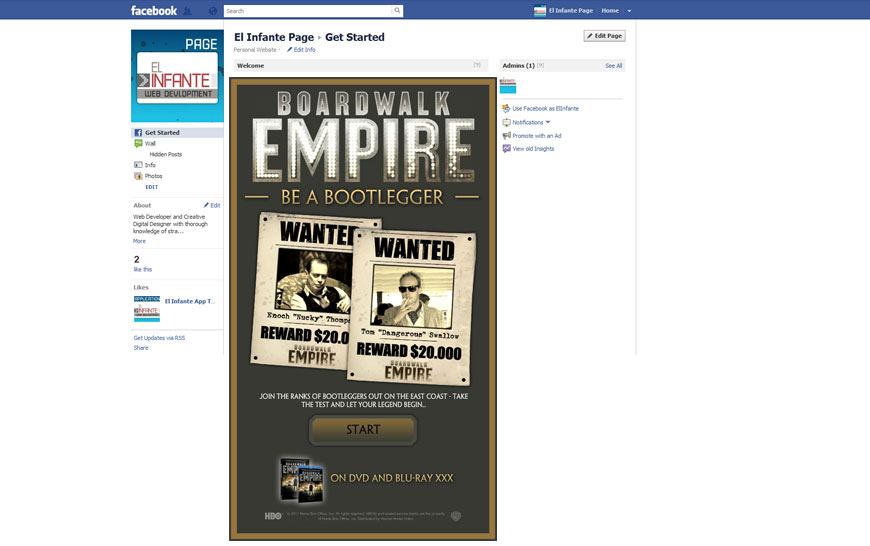 facebook
Search
El Infante Page
Home
PAGE
EL
INFANTE
WEB DEVLOPMENT
El Infante Page
Get Started
Personal Website ·
Edit Info
Edit Page
Welcome
[?]
Admins (1) [?]
See All
Use Facebook as ElInfante
Notifications
Promote with an Ad
View old Insights
Get Started
Wall
Hidden Posts
Info
Photos
EDIT
About
Edit
Web Developer and Creative
Digital Designer with thorough
knowledge of stra...
More
2
like this
Likes
APPLICATION
EL
INFANTE
El Infante App T...
Get Updates via RSS
Share
BOARDWALK
EMPIRE
BE A BOOTLEGGER
WANTED
Enoch "Nucky" Thomps
REWARD $20.000
BOARDWALK
EMPIRE
WANTED
Tom "Dangerous" Swallow
REWARD $20.000
BOARDWALK
EMPIRE
JOIN THE RANKS OF BOOTLEGGERS OUT ON THE EAST COAST - TAKE
THE TEST AND LET YOUR LEGEND BEGIN...
START
BOARDWALK
EMPIRE
ON DVD AND BLU-RAY XXX
HBO